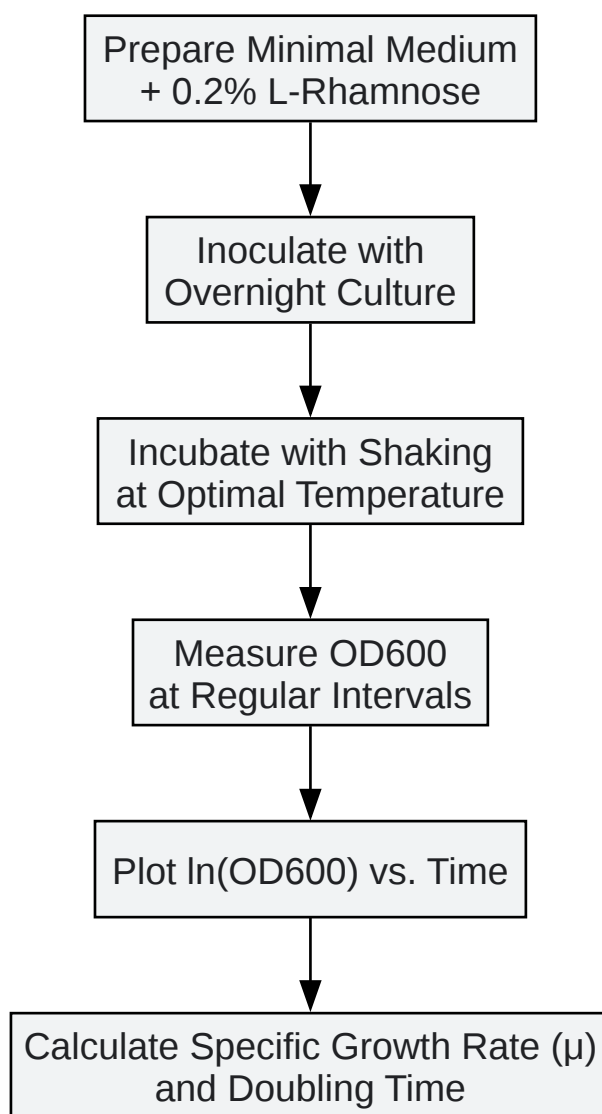 Prepare Minimal Medium
+ 0.2% L-Rhamnose
Inoculate with
Overnight Culture
Incubate with Shaking
at Optimal Temperature
Measure OD600
at Regular Intervals
Plot ln(OD600) vs. Time
Calculate Specific Growth Rate (μ)
and Doubling Time